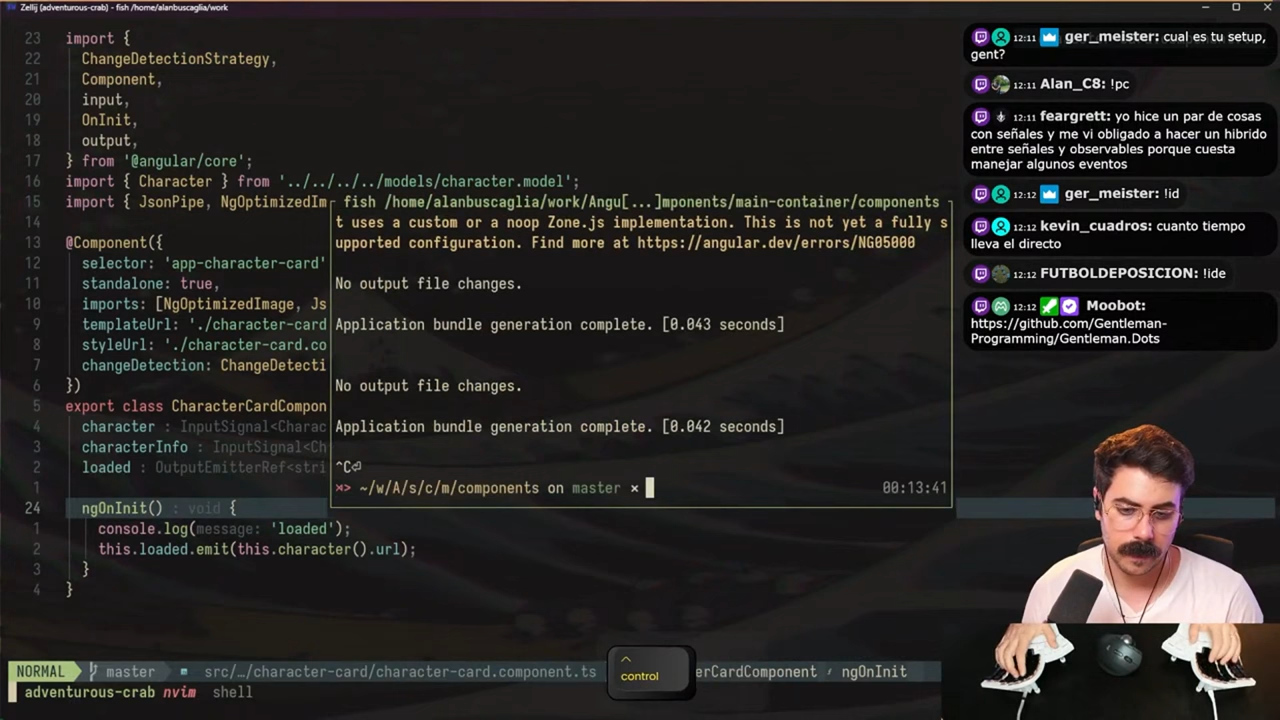 Zellij (adventurous-crab) - fish /home/alanbuscaglia/work
23 import {
22 ChangeDetectionStrategy,
21 Component,
20 input,
19 OnInit,
18 output,
17 } from '@angular/core';
16 import { Character } from '../../../../models/character.model';
15 import { JsonPipe, NgOptimizedIm
14
13 @Component({
12 selector: 'app-character-card'
11 standalone: true,
10 imports: [NgOptimizedImage, Js
9 templateUrl: './character-card
8 styleUrl: './character-card.co
7 changeDetection: ChangeDetecti
6 })
5 export class CharacterCardCompon
4 character : InputSignal<Charac
3 characterInfo : InputSignal<Ch
2 loaded : OutputEmitterRef<stri
1
24 ngOnInit() : void {
1 console.log(message: 'loaded');
2 this.loaded.emit(this.character().url);
3 }
4 }
fish /home/alanbuscaglia/work/Angu[...]mponents/main-container/components
t uses a custom or a noop Zone.js implementation. This is not yet a fully s
upported configuration. Find more at https://angular.dev/errors/NG05000
No output file changes.
Application bundle generation complete. [0.043 seconds]
No output file changes.
Application bundle generation complete. [0.042 seconds]
^C⏎
~/w/A/s/c/m/components on master × 00:13:41
NORMAL master src/…/character-card/character-card.component.ts erCardComponent ngOnInit
adventurous-crab nvim shell
^
control
12:11 ger_meister: cual es tu setup,
gent?
12:11 Alan_C8: !pc
12:11 feargrett: yo hice un par de cosas
con señales y me vi obligado a hacer un hibrido
entre señales y observables porque cuesta
manejar algunos eventos
12:12 ger_meister: !id
12:12 kevin_cuadros: cuanto tiempo
lleva el directo
12:12 FUTBOLDEPOSICION: !ide
12:12 Moobot:
https://github.com/Gentleman-
Programming/Gentleman.Dots